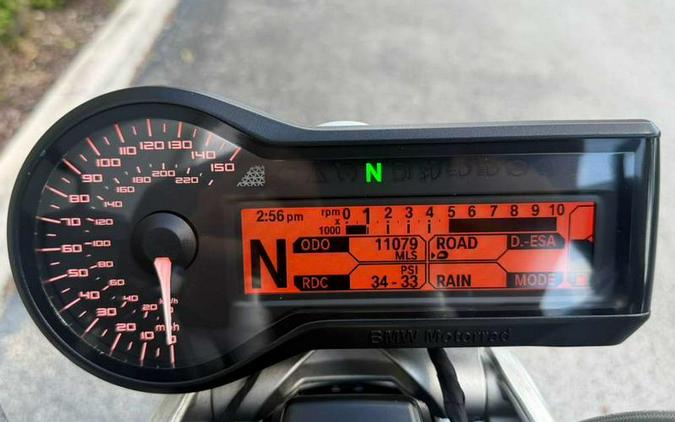 150
140
130
120
110
100
90
80
70
60
50
40
30
20
10
220
200
180
160
140
120
100
80
60
40
20
km/h
mph
N
2:56 pm
rpm x 1000
0 1 2 3 4 5 6 7 8 9 10
N
ODO 11079 MLS
ROAD D.-ESA
RDC PSI 34 - 33
RAIN MODE
BMW Motorrad